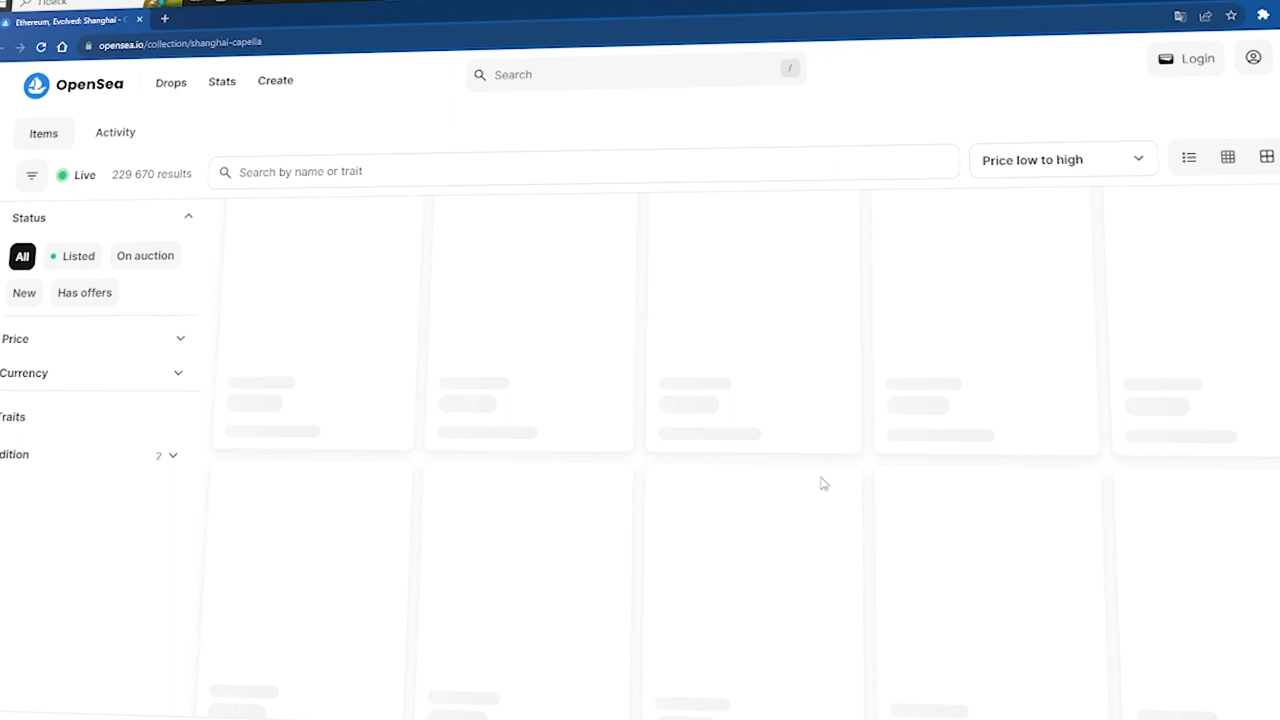 Поиск
Ethereum, Evolved: Shanghai -
opensea.io/collection/shanghai-capella
OpenSea
Drops
Stats
Create
Search
/
Login
Items
Activity
Live
229 670 results
Search by name or trait
Price low to high
Status
All
Listed
On auction
New
Has offers
Price
Currency
Traits
dition
2